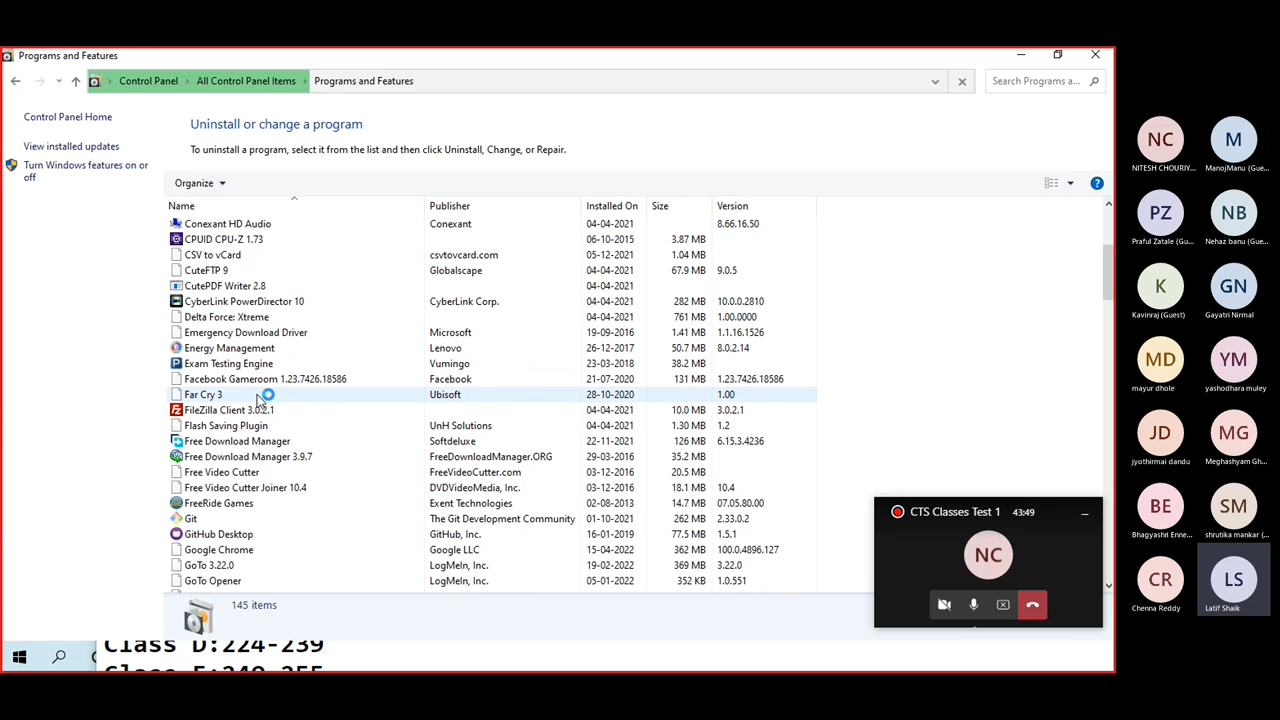 Programs and Features
Control Panel All Control Panel Items Programs and Features Search Programs a...
Control Panel Home
View installed updates
Turn Windows features on or off
Uninstall or change a program
To uninstall a program, select it from the list and then click Uninstall, Change, or Repair.
Organize
Name Publisher Installed On Size Version
Conexant HD Audio Conexant 04-04-2021 8.66.16.50
CPUID CPU-Z 1.73 06-10-2015 3.87 MB
CSV to vCard csvtovcard.com 05-12-2021 1.04 MB
CuteFTP 9 Globalscape 04-04-2021 67.9 MB 9.0.5
CutePDF Writer 2.8 04-04-2021
CyberLink PowerDirector 10 CyberLink Corp. 04-04-2021 282 MB 10.0.0.2810
Delta Force: Xtreme 04-04-2021 761 MB 1.00.0000
Emergency Download Driver Microsoft 19-09-2016 1.41 MB 1.1.16.1526
Energy Management Lenovo 26-12-2017 50.7 MB 8.0.2.14
Exam Testing Engine Vumingo 23-03-2018 38.2 MB
Facebook Gameroom 1.23.7426.18586 Facebook 21-07-2020 131 MB 1.23.7426.18586
Far Cry 3 Ubisoft 28-10-2020 1.00
FileZilla Client 3.0.2.1 04-04-2021 10.0 MB 3.0.2.1
Flash Saving Plugin UnH Solutions 04-04-2021 1.30 MB 1.2
Free Download Manager Softdeluxe 22-11-2021 126 MB 6.15.3.4236
Free Download Manager 3.9.7 FreeDownloadManager.ORG 29-03-2016 35.2 MB
Free Video Cutter FreeVideoCutter.com 03-12-2016 20.5 MB
Free Video Cutter Joiner 10.4 DVDVideoMedia, Inc. 03-12-2016 18.1 MB 10.4
FreeRide Games Exent Technologies 02-08-2013 14.7 MB 07.05.80.00
Git The Git Development Community 01-10-2021 262 MB 2.33.0.2
GitHub Desktop GitHub, Inc. 16-01-2019 77.5 MB 1.5.1
Google Chrome Google LLC 15-04-2022 362 MB 100.0.4896.127
GoTo 3.22.0 LogMeIn, Inc. 19-02-2022 369 MB 3.22.0
GoTo Opener LogMeIn, Inc. 05-01-2022 352 KB 1.0.551
145 items
Class D:224-239
CTS Classes Test 1 43:49
NC
NC M
NITESH CHOURIY... ManojManu (Gue...
PZ NB
Praful Zatale (Gu... Nehaz banu (Gue...
K GN
Kavinraj (Guest) Gayatri Nirmal
MD YM
mayur dhole yashodhara muley
JD MG
jyothirmai dandu Meghashyam Gh...
BE SM
Bhagyashri Enne... shrutika mankar (...
CR LS
Chenna Reddy Latif Shaik